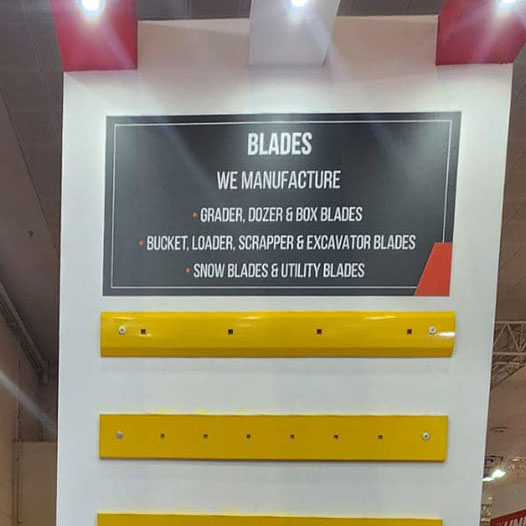 BLADES
WE MANUFACTURE
• GRADER, DOZER & BOX BLADES
• BUCKET, LOADER, SCRAPPER & EXCAVATOR BLADES
• SNOW BLADES & UTILITY BLADES